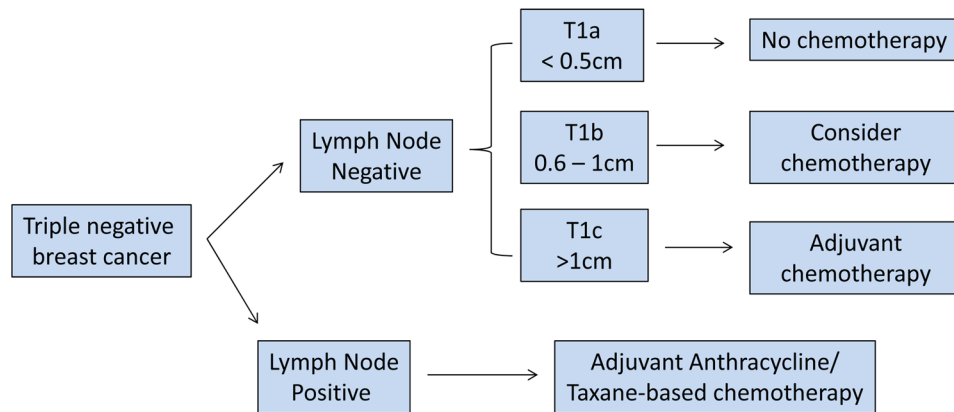 Triple negative
breast cancer
Lymph Node
Negative
T1a
< 0.5cm
No chemotherapy
T1b
0.6 – 1cm
Consider
chemotherapy
T1c
>1cm
Adjuvant
chemotherapy
Lymph Node
Positive
Adjuvant Anthracycline/
Taxane-based chemotherapy